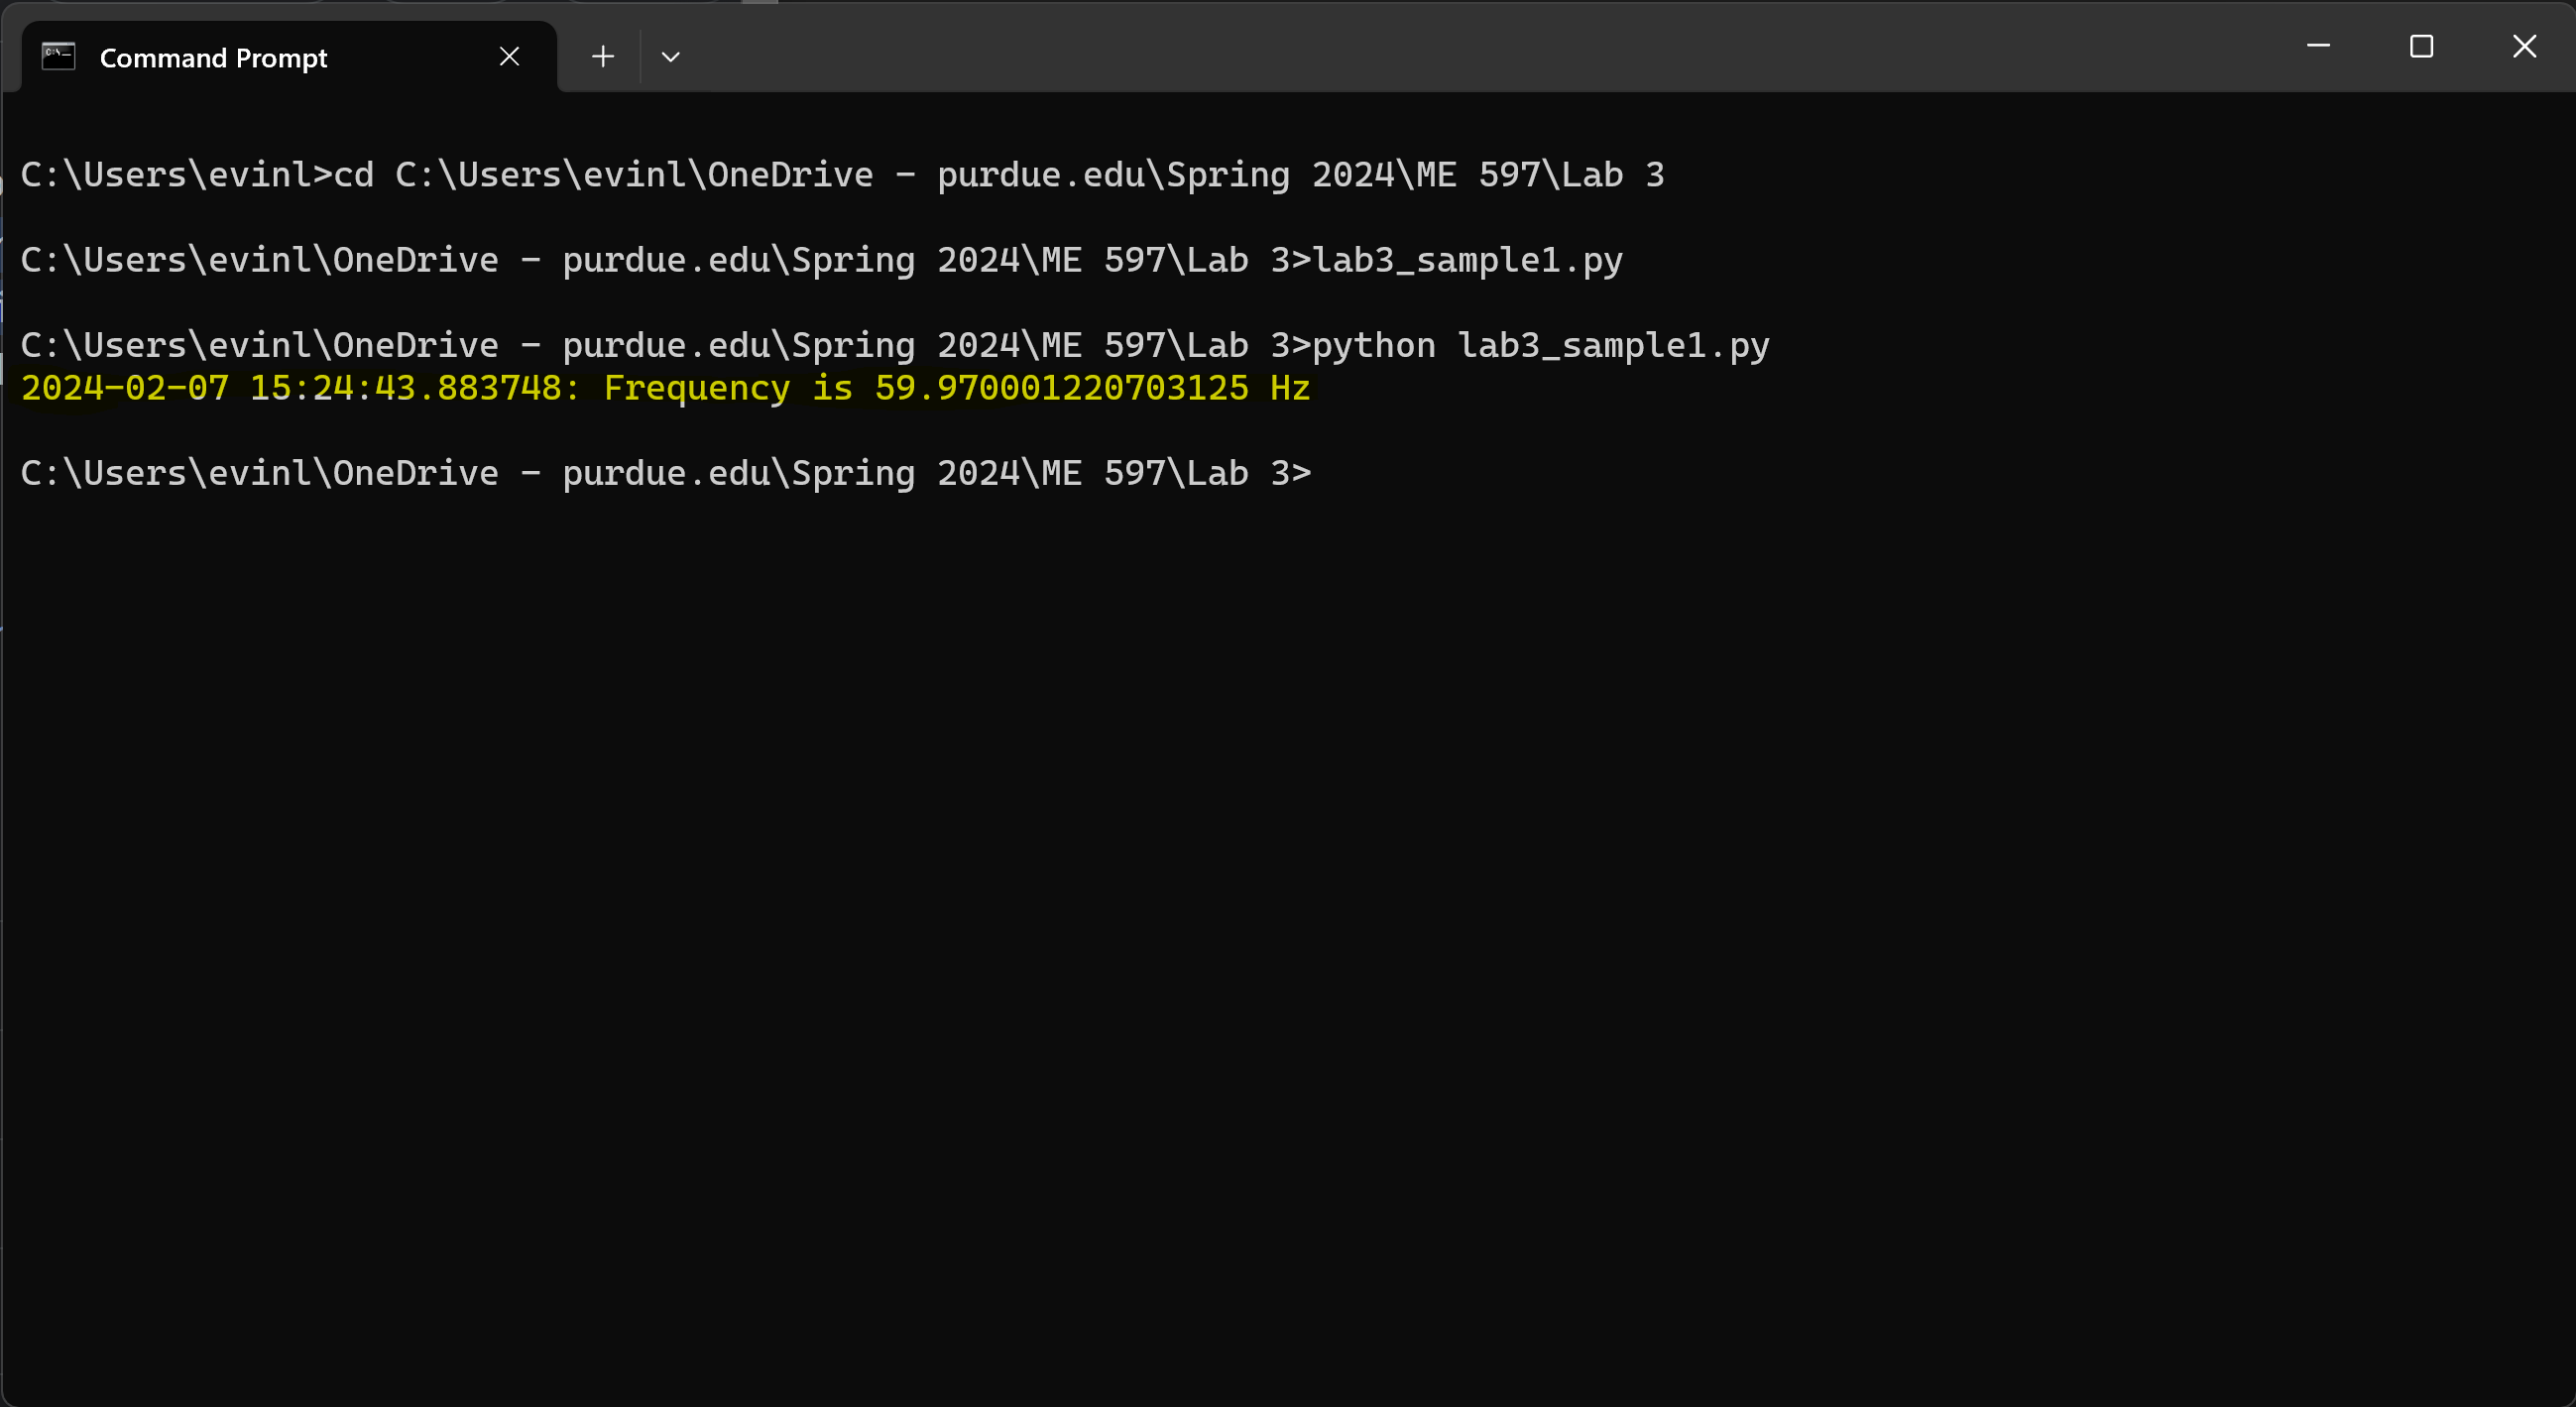 Command Prompt
C:\Users\evinl>cd C:\Users\evinl\OneDrive - purdue.edu\Spring 2024\ME 597\Lab 3
C:\Users\evinl\OneDrive - purdue.edu\Spring 2024\ME 597\Lab 3>lab3_sample1.py
C:\Users\evinl\OneDrive - purdue.edu\Spring 2024\ME 597\Lab 3>python lab3_sample1.py
2024-02-07 15:24:43.883748: Frequency is 59.970001220703125 Hz
C:\Users\evinl\OneDrive - purdue.edu\Spring 2024\ME 597\Lab 3>